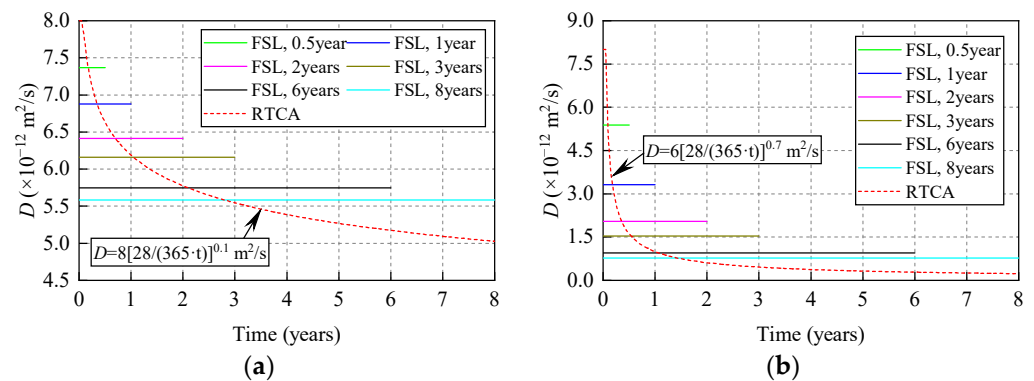 8.0
7.5
7.0
6.5
6.0
5.5
5.0
4.5
D (×10⁻¹² m²/s)
FSL, 0.5year
FSL, 1year
FSL, 2years
FSL, 3years
FSL, 6years
FSL, 8years
RTCA
D=8[28/(365·t)]^0.1 m²/s
0 1 2 3 4 5 6 7 8
Time (years)
(a)
9.0
7.5
6.0
4.5
3.0
1.5
0.0
D (×10⁻¹² m²/s)
FSL, 0.5year
FSL, 1year
FSL, 2years
FSL, 3years
FSL, 6years
FSL, 8years
RTCA
D=6[28/(365·t)]^0.7 m²/s
0 1 2 3 4 5 6 7 8
Time (years)
(b)